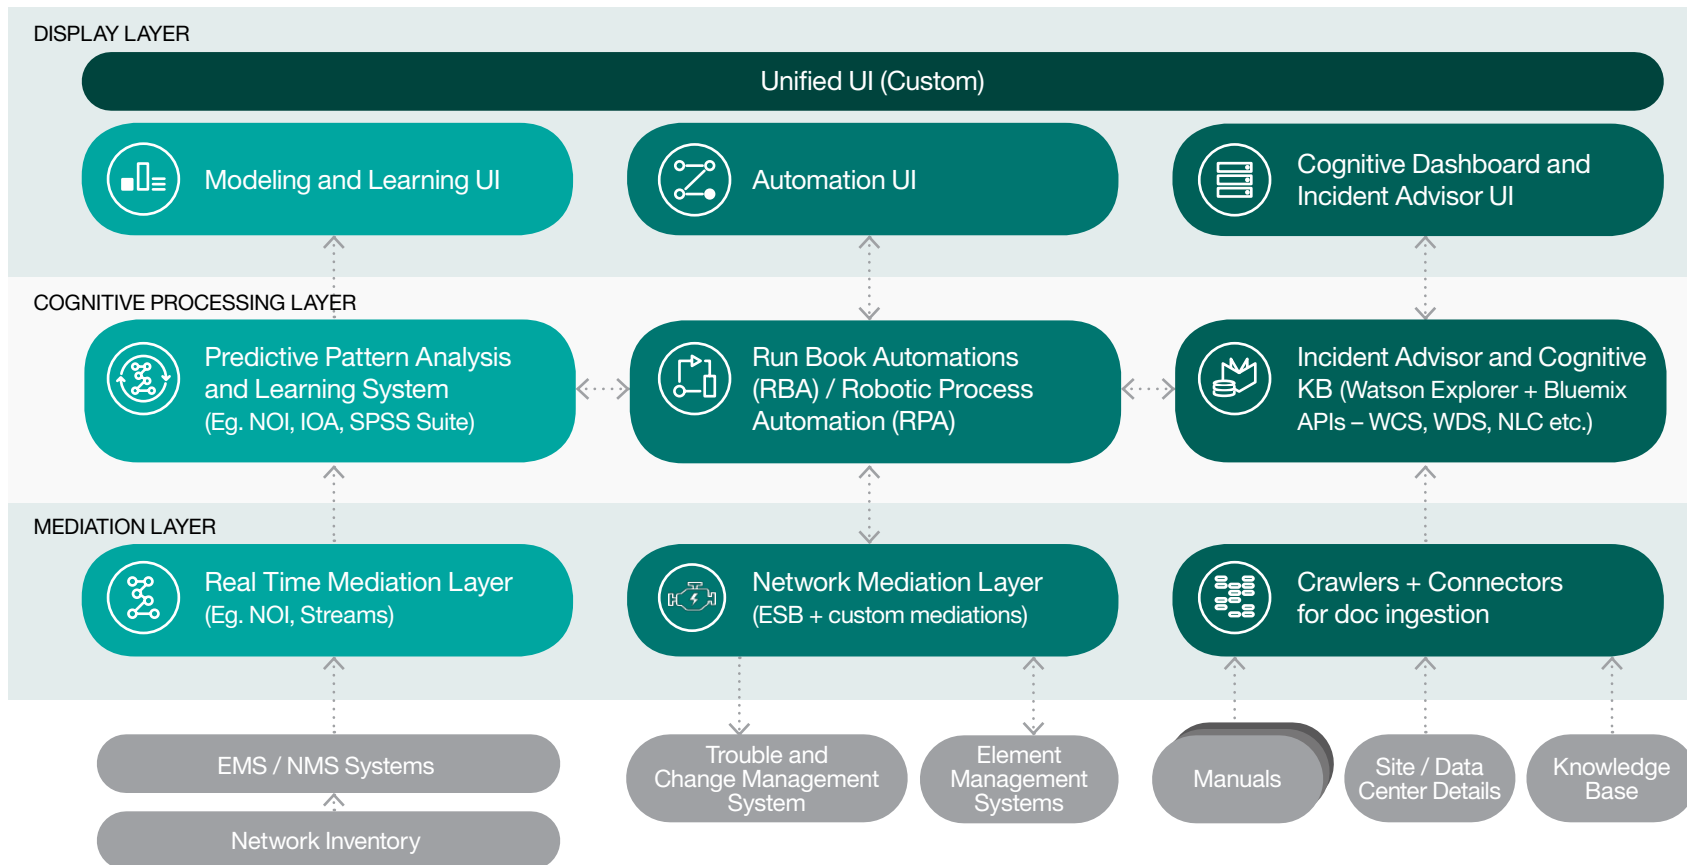 DISPLAY LAYER
Unified UI (Custom)
Modeling and Learning UI
Automation UI
Cognitive Dashboard and
Incident Advisor UI
COGNITIVE PROCESSING LAYER
Predictive Pattern Analysis
and Learning System
(Eg. NOI, IOA, SPSS Suite)
Run Book Automations
(RBA) / Robotic Process
Automation (RPA)
Incident Advisor and Cognitive
KB (Watson Explorer + Bluemix
APIs – WCS, WDS, NLC etc.)
MEDIATION LAYER
Real Time Mediation Layer
(Eg. NOI, Streams)
Network Mediation Layer
(ESB + custom mediations)
Crawlers + Connectors
for doc ingestion
EMS / NMS Systems
Network Inventory
Trouble and
Change Management
System
Element
Management
Systems
Manuals
Site / Data
Center Details
Knowledge
Base